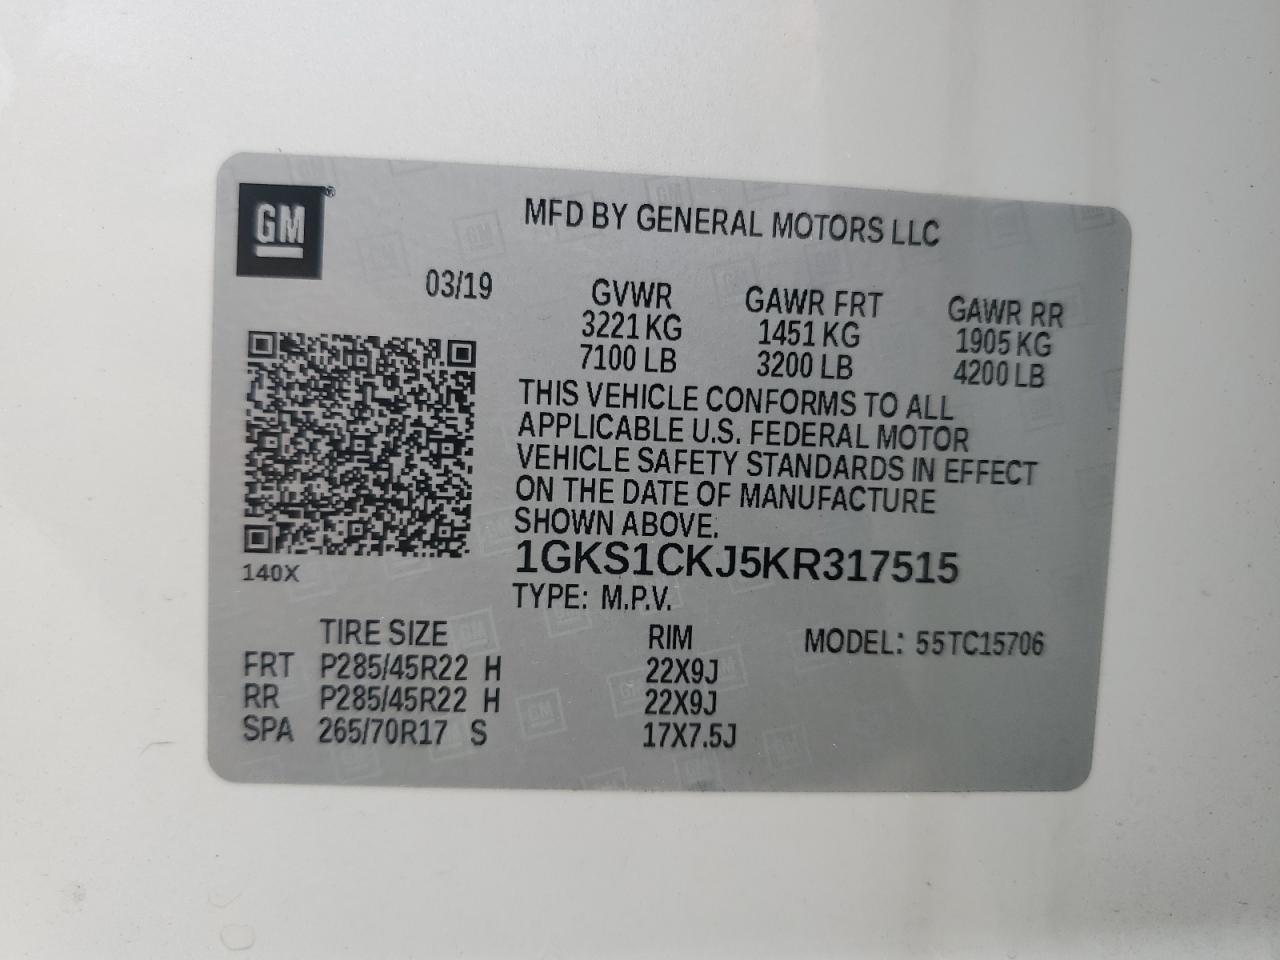 GM®
MFD BY GENERAL MOTORS LLC
03/19
GVWR GAWR FRT GAWR RR
3221 KG 1451 KG 1905 KG
7100 LB 3200 LB 4200 LB
THIS VEHICLE CONFORMS TO ALL
APPLICABLE U.S. FEDERAL MOTOR
VEHICLE SAFETY STANDARDS IN EFFECT
ON THE DATE OF MANUFACTURE
SHOWN ABOVE.
1GKS1CKJ5KR317515
140X
TYPE: M.P.V.
TIRE SIZE RIM MODEL: 55TC15706
FRT P285/45R22 H 22X9J
RR P285/45R22 H 22X9J
SPA 265/70R17 S 17X7.5J